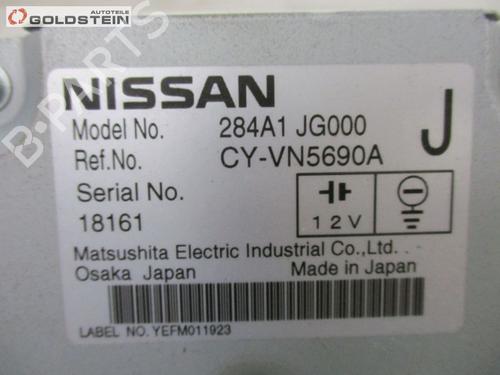 AUTOTEILE
GOLDSTEIN
B-PARTS
NISSAN
Model No. 284A1 JG000
J
Ref.No. CY-VN5690A
Serial No.
18161
12V
Matsushita Electric Industrial Co.,Ltd.
Osaka Japan Made in Japan
LABEL NO. YEFM011923